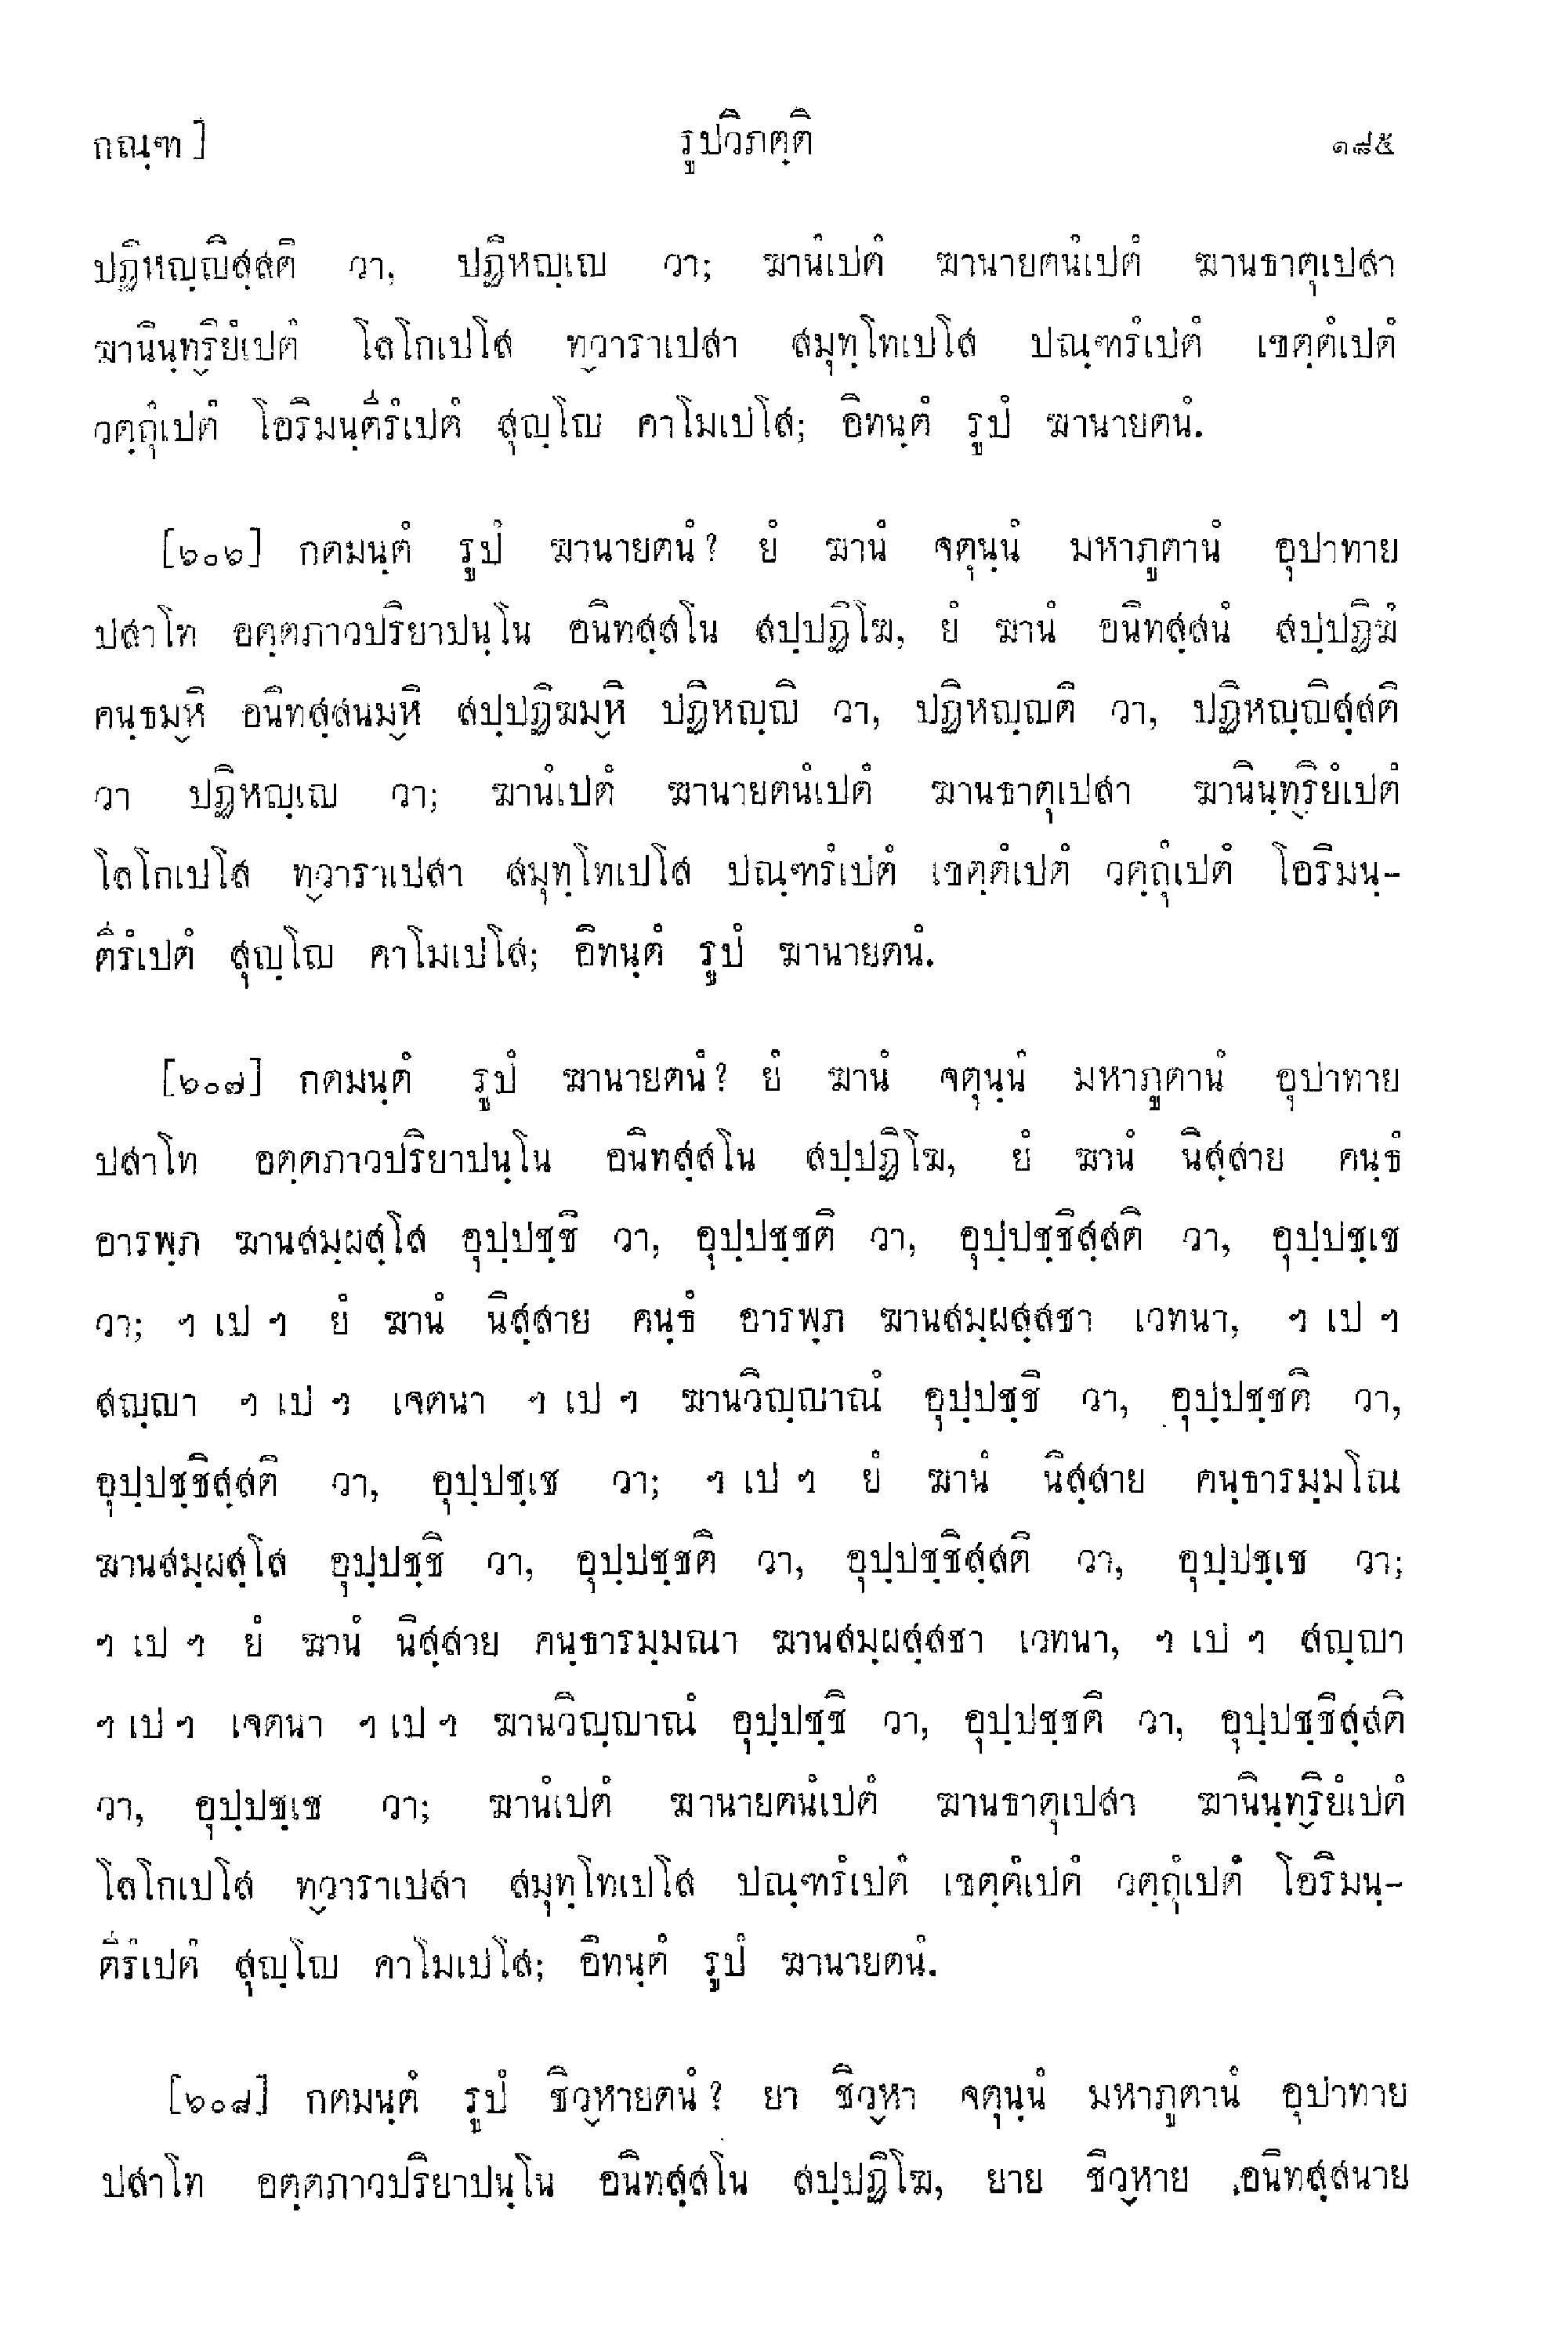 กณฺฑ]	รูปวิภตฺติ	๑๘๕
ปฏิหญฺญิสฺสติ วา, ปฏิหญฺเญ วา; ฆานํเปตํ ฆานายตนํเปตํ ฆานธาตุเปสา
ฆานินฺทฺริยํเปตํ โลโกเปโส ทฺวาราเปสา สมุทฺโทเปโส ปณฺฑรํเปตํ เขตฺตํเปตํ
วตฺถุํเปตํ โอริมนฺตีรํเปตํ สุญฺโญ คาโมเปโส; อิทนฺตํ รูปํ ฆานายตนํ.
[๖๐๖] กตมนฺตํ รูปํ ฆานายตนํ? ยํ ฆานํ จตุนฺนํ มหาภูตานํ อุปาทาย
ปสาโท อตฺตภาวปริยาปนฺโน อนิทสฺสโน สปฺปฏิโฆ, ยํ ฆานํ อนิทสฺสนํ สปฺปฏิฆํ
คนฺธมฺหิ อนิทสฺสนมฺหิ สปฺปฏิฆมฺหิ ปฏิหญฺญิ วา, ปฏิหญฺญติ วา, ปฏิหญฺญิสฺสติ
วา ปฏิหญฺเญ วา; ฆานํเปตํ ฆานายตนํเปตํ ฆานธาตุเปสา ฆานินฺทฺริยํเปตํ
โลโกเปโส ทฺวาราเปสา สมุทฺโทเปโส ปณฺฑรํเปตํ เขตฺตํเปตํ วตฺถุํเปตํ โอริมนฺ-
ตีรํเปตํ สุญฺโญ คาโมเปโส; อิทนฺตํ รูปํ ฆานายตนํ.
[๖๐๗] กตมนฺตํ รูปํ ฆานายตนํ? ยํ ฆานํ จตุนฺนํ มหาภูตานํ อุปาทาย
ปสาโท อตฺตภาวปริยาปนฺโน อนิทสฺสโน สปฺปฏิโฆ, ยํ ฆานํ นิสฺสาย คนฺธํ
อารพฺภ ฆานสมฺผสฺโส อุปฺปชฺชิ วา, อุปฺปชฺชติ วา, อุปฺปชฺชิสฺสติ วา, อุปฺปชฺเช
วา; ฯ เป ฯ ยํ ฆานํ นิสฺสาย คนฺธํ อารพฺภ ฆานสมฺผสฺสชา เวทนา, ฯ เป ฯ
สญฺญา ฯ เป ฯ เจตนา ฯ เป ฯ ฆานวิญฺญาณํ อุปฺปชฺชิ วา, อุปฺปชฺชติ วา,
อุปฺปชฺชิสฺสติ วา, อุปฺปชฺเช วา; ฯ เป ฯ ยํ ฆานํ นิสฺสาย คนฺธารมฺมโณ
ฆานสมฺผสฺโส อุปฺปชฺชิ วา, อุปฺปชฺชติ วา, อุปฺปชฺชิสฺสติ วา, อุปฺปชฺเช วา;
ฯ เป ฯ ยํ ฆานํ นิสฺสาย คนฺธารมฺมณา ฆานสมฺผสฺสชา เวทนา, ฯ เป ฯ สญฺญา
ฯ เป ฯ เจตนา ฯ เป ฯ ฆานวิญฺญาณํ อุปฺปชฺชิ วา, อุปฺปชฺชติ วา, อุปฺปชฺชิสฺสติ
วา, อุปฺปชฺเช วา; ฆานํเปตํ ฆานายตนํเปตํ ฆานธาตุเปสา ฆานินฺทฺริยํเปตํ
โลโกเปโส ทฺวาราเปสา สมุทฺโทเปโส ปณฺฑรํเปตํ เขตฺตํเปตํ วตฺถุํเปตํ โอริมนฺ-
ตีรํเปตํ สุญฺโญ คาโมเปโส; อิทนฺตํ รูปํ ฆานายตนํ.
[๖๐๘] กตมนฺตํ รูปํ ชิวฺหายตนํ? ยา ชิวฺหา จตุนฺนํ มหาภูตานํ อุปาทาย
ปสาโท อตฺตภาวปริยาปนฺโน อนิทสฺสโน สปฺปฏิโฆ, ยาย ชิวฺหาย อนิทสฺสนาย